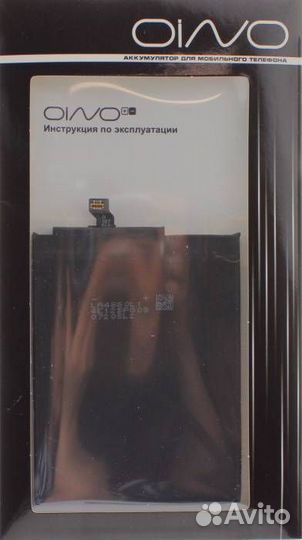 OiNO
АККУМУЛЯТОР ДЛЯ МОБИЛЬНОГО ТЕЛЕФОНА
OiNO
Инструкция по эксплуатации
- +
Avito